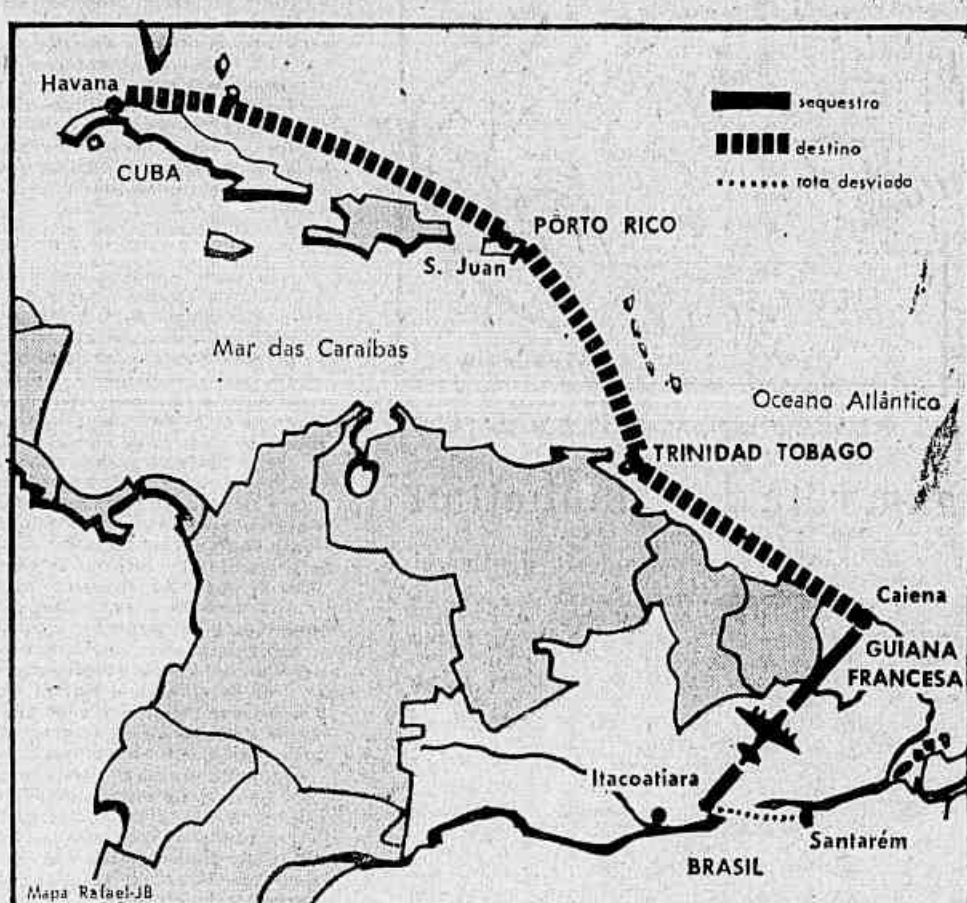 Havana
CUBA
sequestro
destino
rota desviada
PÔRTO RICO
S. Juan
Mar das Caraíbas
Oceano Atlântico
TRINIDAD TOBAGO
Caiena
GUIANA
FRANCESA
Itacoatiara
Santarém
BRASIL
Mapa Rafael-JB